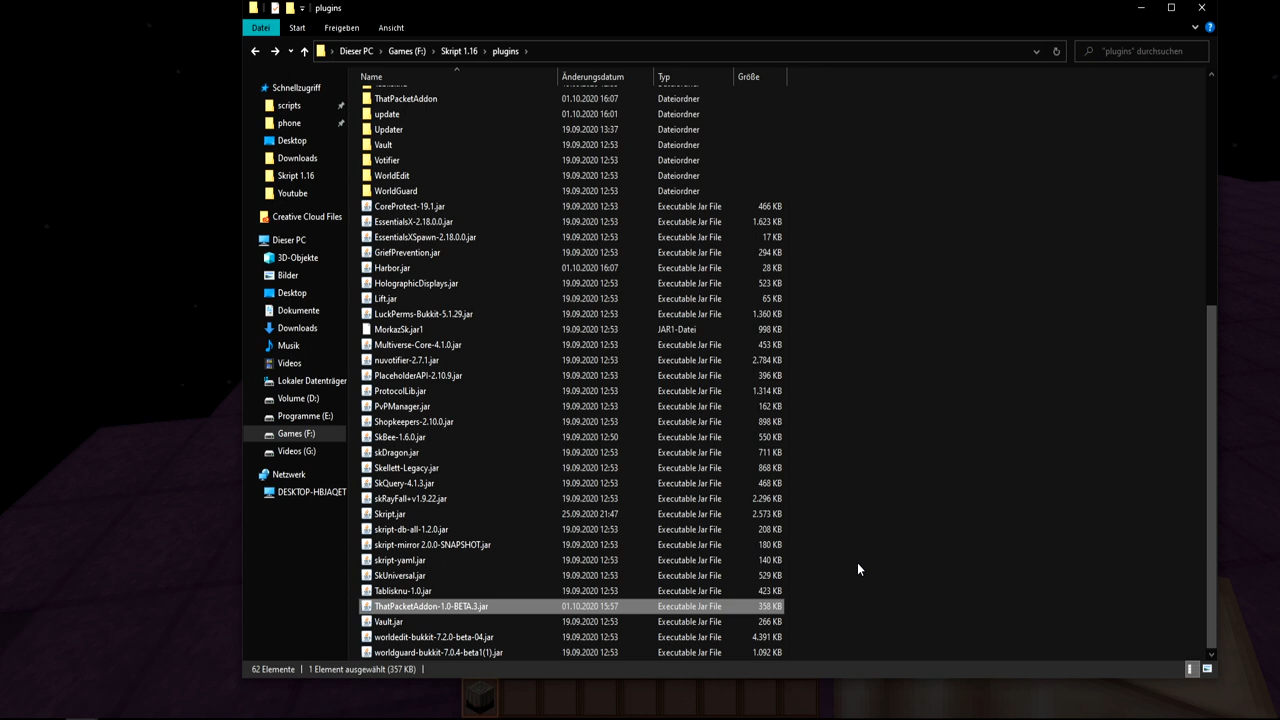 plugins
Datei Start Freigeben Ansicht
Dieser PC Games (F:) Skript 1.16 plugins "plugins" durchsuchen
Name Änderungsdatum Typ Größe
Schnellzugriff
scripts
phone
Desktop
Downloads
Skript 1.16
Youtube
Creative Cloud Files
Dieser PC
3D-Objekte
Bilder
Desktop
Dokumente
Downloads
Musik
Videos
Lokaler Datenträger
Volume (D:)
Programme (E:)
Games (F:)
Videos (G:)
Netzwerk
DESKTOP-HBJAQET
ThatPacketAddon 01.10.2020 16:07 Dateiordner
update 01.10.2020 16:01 Dateiordner
Updater 19.09.2020 13:37 Dateiordner
Vault 19.09.2020 12:53 Dateiordner
Votifier 19.09.2020 12:53 Dateiordner
WorldEdit 19.09.2020 12:53 Dateiordner
WorldGuard 19.09.2020 12:53 Dateiordner
CoreProtect-19.1.jar 19.09.2020 12:53 Executable Jar File 466 KB
EssentialsX-2.18.0.0.jar 19.09.2020 12:53 Executable Jar File 1.623 KB
EssentialsXSpawn-2.18.0.0.jar 19.09.2020 12:53 Executable Jar File 17 KB
GriefPrevention.jar 19.09.2020 12:53 Executable Jar File 294 KB
Harbor.jar 01.10.2020 16:07 Executable Jar File 28 KB
HolographicDisplays.jar 19.09.2020 12:53 Executable Jar File 523 KB
Lift.jar 19.09.2020 12:53 Executable Jar File 65 KB
LuckPerms-Bukkit-5.1.29.jar 19.09.2020 12:53 Executable Jar File 1.360 KB
MorkazSk.jar1 19.09.2020 12:53 JAR1-Datei 998 KB
Multiverse-Core-4.1.0.jar 19.09.2020 12:53 Executable Jar File 453 KB
nuvotifier-2.7.1.jar 19.09.2020 12:53 Executable Jar File 2.784 KB
PlaceholderAPI-2.10.9.jar 19.09.2020 12:53 Executable Jar File 396 KB
ProtocolLib.jar 19.09.2020 12:53 Executable Jar File 1.314 KB
PvPManager.jar 19.09.2020 12:53 Executable Jar File 162 KB
Shopkeepers-2.10.0.jar 19.09.2020 12:53 Executable Jar File 898 KB
SkBee-1.6.0.jar 19.09.2020 12:50 Executable Jar File 550 KB
skDragon.jar 19.09.2020 12:53 Executable Jar File 711 KB
Skellett-Legacy.jar 19.09.2020 12:53 Executable Jar File 868 KB
SkQuery-4.1.3.jar 19.09.2020 12:53 Executable Jar File 468 KB
skRayFall+v1.9.22.jar 19.09.2020 12:53 Executable Jar File 2.296 KB
Skript.jar 25.09.2020 21:47 Executable Jar File 2.573 KB
skript-db-all-1.2.0.jar 19.09.2020 12:53 Executable Jar File 208 KB
skript-mirror 2.0.0-SNAPSHOT.jar 19.09.2020 12:53 Executable Jar File 180 KB
skript-yaml.jar 19.09.2020 12:53 Executable Jar File 140 KB
SkUniversal.jar 19.09.2020 12:53 Executable Jar File 529 KB
Tablisknu-1.0.jar 19.09.2020 12:53 Executable Jar File 423 KB
ThatPacketAddon-1.0-BETA.3.jar 01.10.2020 15:57 Executable Jar File 358 KB
Vault.jar 19.09.2020 12:53 Executable Jar File 266 KB
worldedit-bukkit-7.2.0-beta-04.jar 19.09.2020 12:53 Executable Jar File 4.391 KB
worldguard-bukkit-7.0.4-beta1(1).jar 19.09.2020 12:53 Executable Jar File 1.092 KB
62 Elemente 1 Element ausgewählt (357 KB)